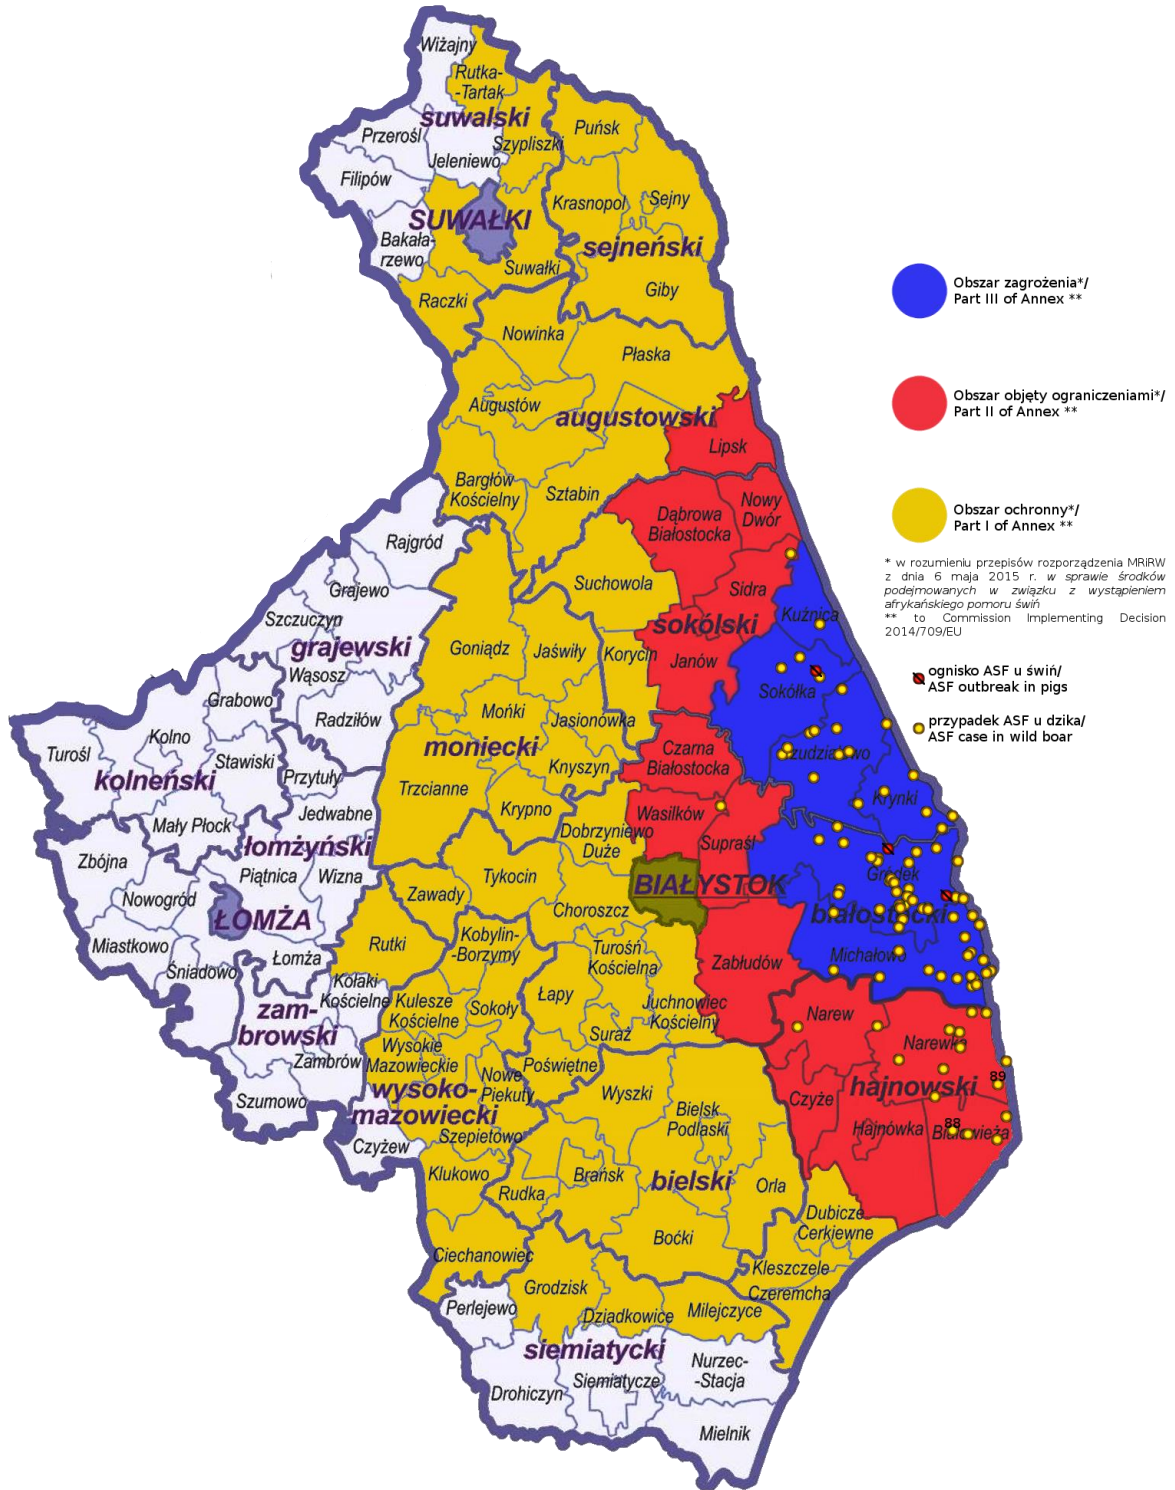 Wiżajny
Rutka-
-Tartak
suwalski
Przerośl
Szypliszki
Jeleniewo
Filipów
Puńsk
Krasnopol
Sejny
SUWAŁKI
Bakała-
rzewo
sejneński
Suwałki
Giby
Raczki
Nowinka
Płaska
Augustów
augustowski
Lipsk
Bargłów
Kościelny
Sztabin
Nowy
Dwór
Dąbrowa
Białostocka
Rajgród
Grajewo
Suchowola
Sidra
Szczuczyn
Kuźnica
sokólski
grajewski
Goniądz
Jaświły
Korycin
Janów
Wąsosz
Sokółka
Grabowo
Radziłów
Mońki
Jasionówka
Kolno
Turośl
Stawiski
moniecki
Czarna
Białostocka
kolneński
Przytuły
Knyszyn
Trzcianne
Krynki
Jedwabne
Krypno
Wasilków
Mały Płock
Dobrzyniewo
Duże
Supraśl
łomżyński
Zbójna
Piątnica
Wizna
Tykocin
Gródek
BIAŁYSTOK
Nowogród
Zawady
Choroszcz
ŁOMŻA
białostocki
Miastkowo
Rutki
Kobylin-
-Borzymy
Turośń
Kościelna
Michałowo
Śniadowo
Łomża
Zabłudów
Kołaki
Kościelne
Kulesze
Kościelne
Sokoły
Łapy
Juchnowiec
Kościelny
zam-
browski
Suraż
Narew
Narewka
Wysokie
Mazowieckie
Zambrów
Poświętne
Nowe
Piekuty
89
wysoko-
mazowiecki
Wyszki
hajnowski
Szumowo
Czyże
Bielsk
Podlaski
88
Hajnówka
Białowieża
Szepietowo
Czyżew
Klukowo
Brańsk
bielski
Orla
Rudka
Dubicze
Cerkiewne
Boćki
Ciechanowiec
Kleszczele
Grodzisk
Czeremcha
Perlejewo
Dziadkowice
Milejczyce
siemiatycki
Nurzec-
-Stacja
Siemiatycze
Drohiczyn
Mielnik
Obszar zagrożenia*/
Part III of Annex **
Obszar objęty ograniczeniami*/
Part II of Annex **
Obszar ochronny*/
Part I of Annex **
* w rozumieniu przepisów rozporządzenia MRiRW
z dnia 6 maja 2015 r. w sprawie środków
podejmowanych w związku z wystąpieniem
afrykańskiego pomoru świń
** to Commission Implementing Decision
2014/709/EU
ognisko ASF u świń/
ASF outbreak in pigs
przypadek ASF u dzika/
ASF case in wild boar